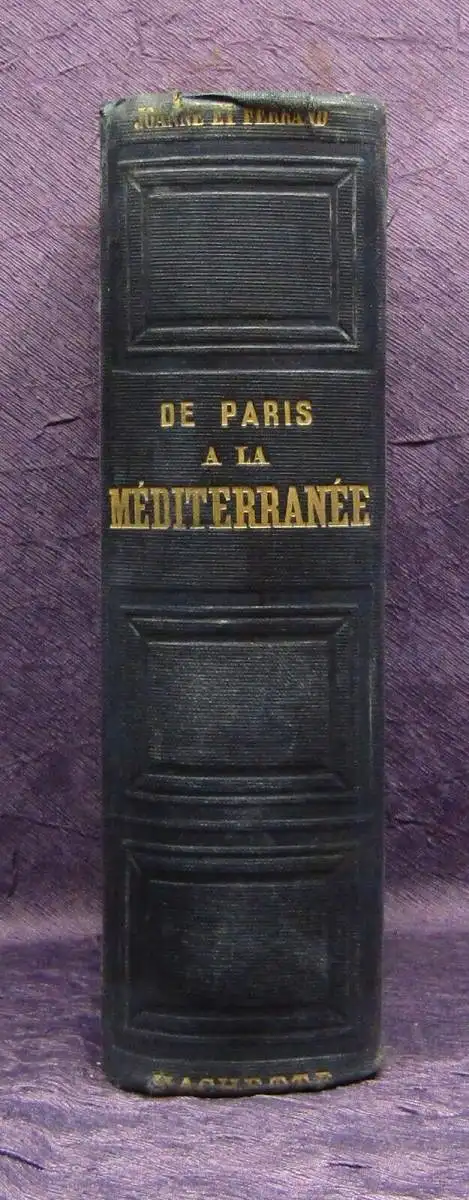 JOANNE ET FERRAND
DE PARIS
A LA
MÉDITERRANÉE
HACHETTE